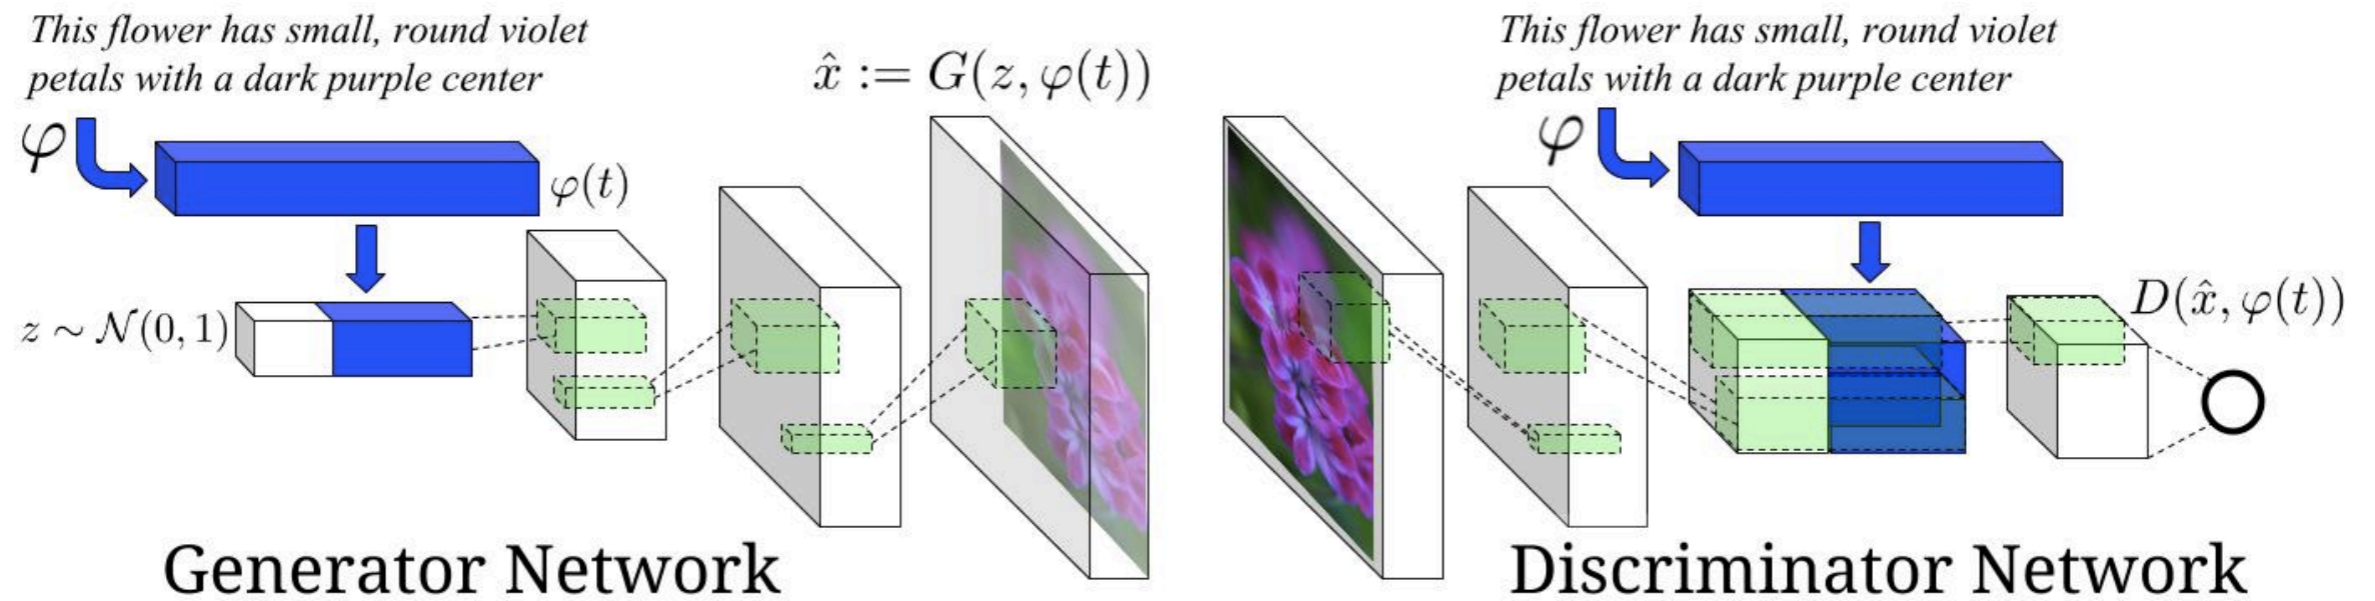 This flower has small, round violet
petals with a dark purple center
φ
φ(t)
z ∼ 𝒩(0, 1)
x̂ := G(z, φ(t))
Generator Network
This flower has small, round violet
petals with a dark purple center
φ
D(x̂, φ(t))
Discriminator Network